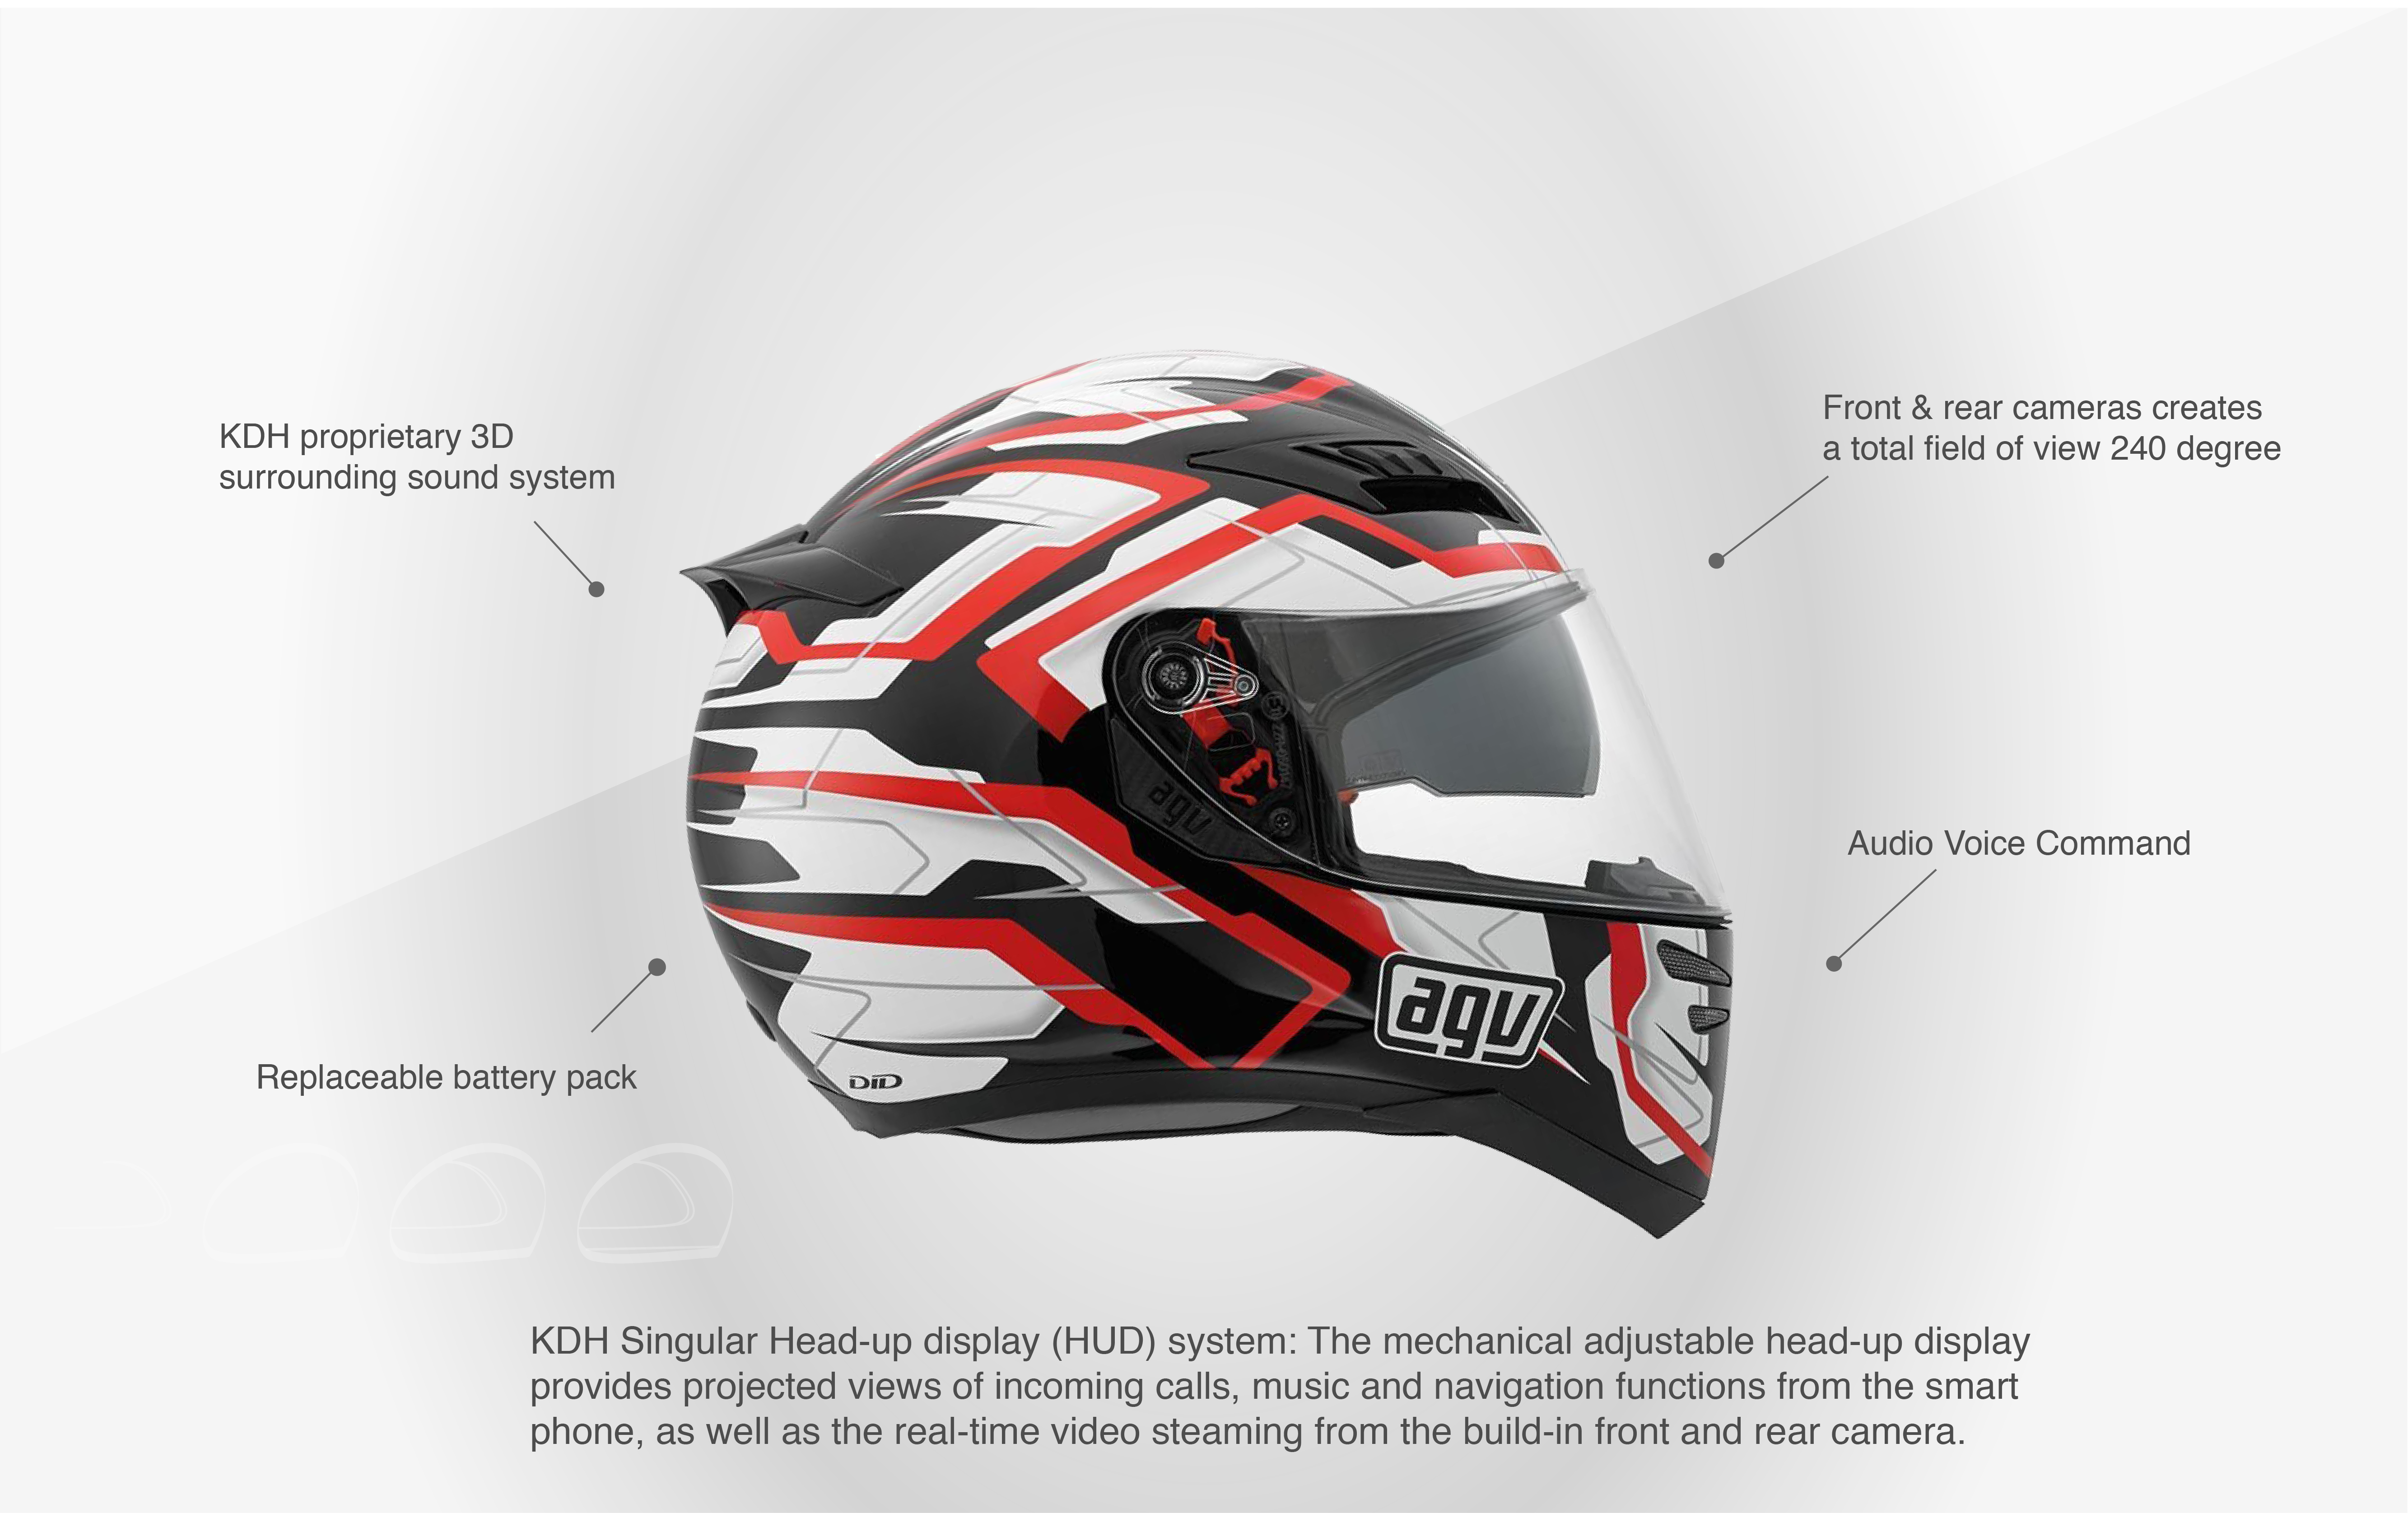 KDH proprietary 3D
surrounding sound system
Front & rear cameras creates
a total field of view 240 degree
agv
Audio Voice Command
agv
DID
Replaceable battery pack
KDH Singular Head-up display (HUD) system: The mechanical adjustable head-up display
provides projected views of incoming calls, music and navigation functions from the smart
phone, as well as the real-time video steaming from the build-in front and rear camera.